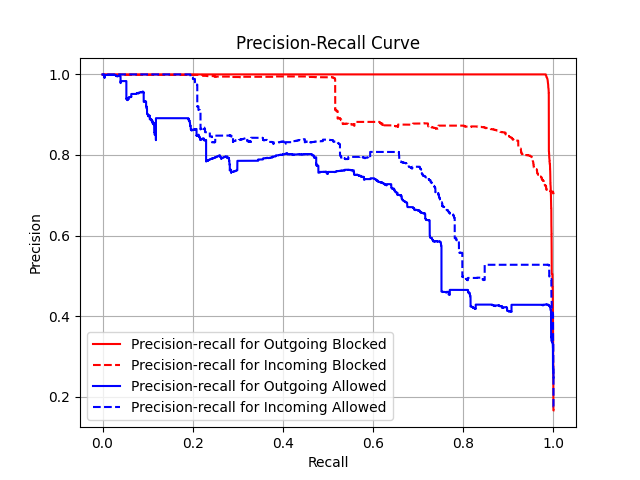 Precision-Recall Curve
1.0
0.8
0.6
0.4
0.2
Precision
Precision-recall for Outgoing Blocked
Precision-recall for Incoming Blocked
Precision-recall for Outgoing Allowed
Precision-recall for Incoming Allowed
0.0 0.2 0.4 0.6 0.8 1.0
Recall